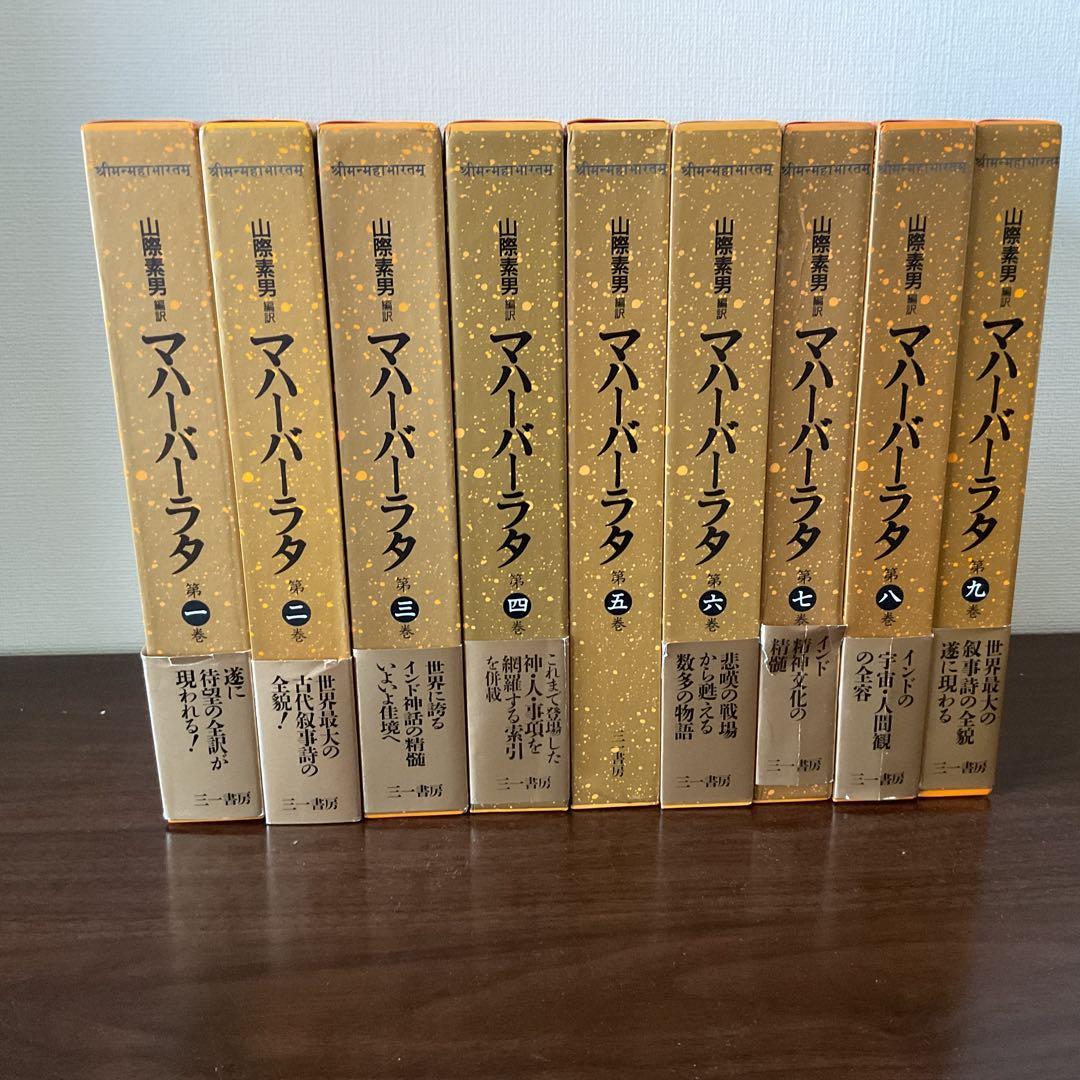 श्रीमन्महाभारतम्
山際素男 編訳
マハーバーラタ
第一巻
遂に
待望の全訳が
現われる！
三一書房
श्रीमन्महाभारतम्
山際素男 編訳
マハーバーラタ
第二巻
世界最大の
古代叙事詩の
全貌！
三一書房
श्रीमन्महाभारतम्
山際素男 編訳
マハーバーラタ
第三巻
世界に誇る
インド神話の精髄
いよいよ佳境へ
三一書房
श्रीमन्महाभारतम्
山際素男 編訳
マハーバーラタ
第四巻
これまで登場した
神・人・事項を
網羅する索引
を併載
三一書房
श्रीमन्महाभारतम्
山際素男 編訳
マハーバーラタ
第五巻
三一書房
श्रीमन्महाभारतम्
山際素男 編訳
マハーバーラタ
第六巻
悲嘆の戦場
から甦える
数多の物語
三一書房
श्रीमन्महाभारतम्
山際素男 編訳
マハーバーラタ
第七巻
インド
精神文化の
精髄
三一書房
श्रीमन्महाभारतम्
山際素男 編訳
マハーバーラタ
第八巻
インドの
宇宙・人間観
の全容
三一書房
श्रीमन्महाभारतम्
山際素男 編訳
マハーバーラタ
第九巻
世界最大の
叙事詩の全貌
遂に現わる
三一書房